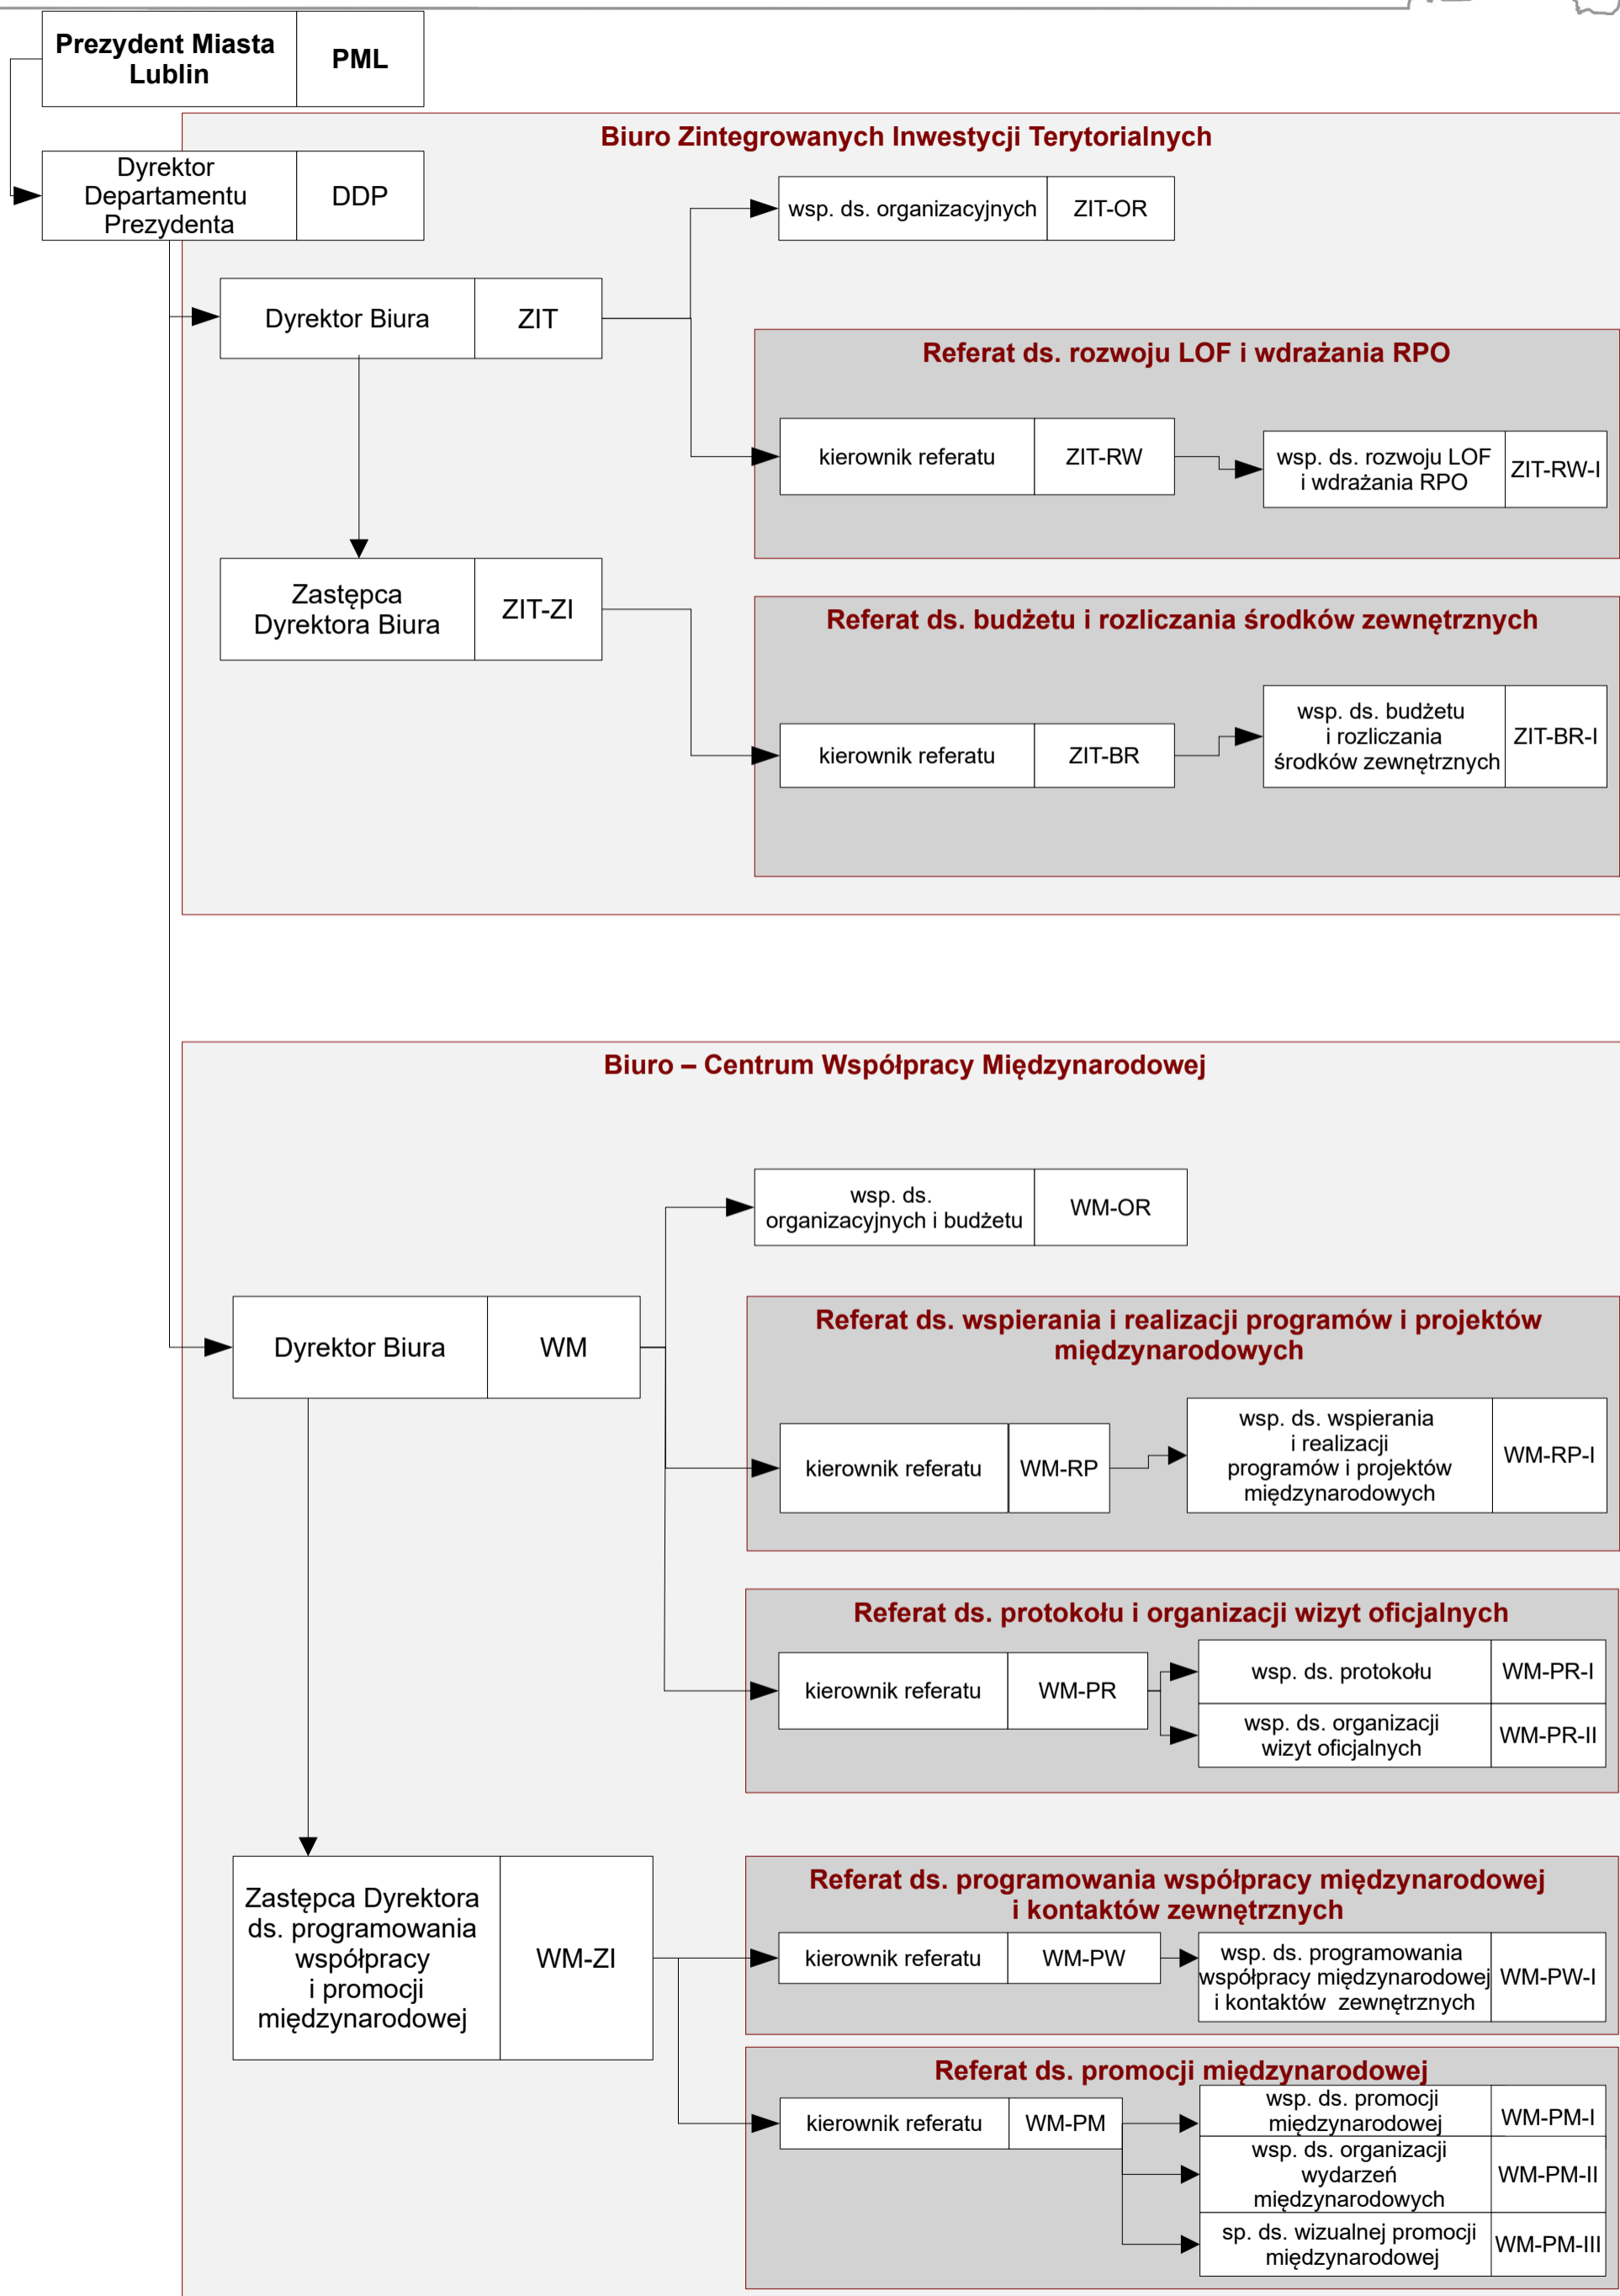 Prezydent Miasta
Lublin
PML
Biuro Zintegrowanych Inwestycji Terytorialnych
Dyrektor
Departamentu
Prezydenta
DDP
wsp. ds. organizacyjnych
ZIT-OR
Dyrektor Biura
ZIT
Referat ds. rozwoju LOF i wdrażania RPO
kierownik referatu
ZIT-RW
wsp. ds. rozwoju LOF
i wdrażania RPO
ZIT-RW-I
Zastępca
Dyrektora Biura
ZIT-ZI
Referat ds. budżetu i rozliczania środków zewnętrznych
kierownik referatu
ZIT-BR
wsp. ds. budżetu
i rozliczania
środków zewnętrznych
ZIT-BR-I
Biuro – Centrum Współpracy Międzynarodowej
wsp. ds.
organizacyjnych i budżetu
WM-OR
Dyrektor Biura
WM
Referat ds. wspierania i realizacji programów i projektów
międzynarodowych
kierownik referatu
WM-RP
wsp. ds. wspierania
i realizacji
programów i projektów
międzynarodowych
WM-RP-I
Referat ds. protokołu i organizacji wizyt oficjalnych
kierownik referatu
WM-PR
wsp. ds. protokołu
WM-PR-I
wsp. ds. organizacji
wizyt oficjalnych
WM-PR-II
Zastępca Dyrektora
ds. programowania
współpracy
i promocji
międzynarodowej
WM-ZI
Referat ds. programowania współpracy międzynarodowej
i kontaktów zewnętrznych
kierownik referatu
WM-PW
wsp. ds. programowania
współpracy międzynarodowej
i kontaktów zewnętrznych
WM-PW-I
Referat ds. promocji międzynarodowej
kierownik referatu
WM-PM
wsp. ds. promocji
międzynarodowej
WM-PM-I
wsp. ds. organizacji
wydarzeń
międzynarodowych
WM-PM-II
sp. ds. wizualnej promocji
międzynarodowej
WM-PM-III